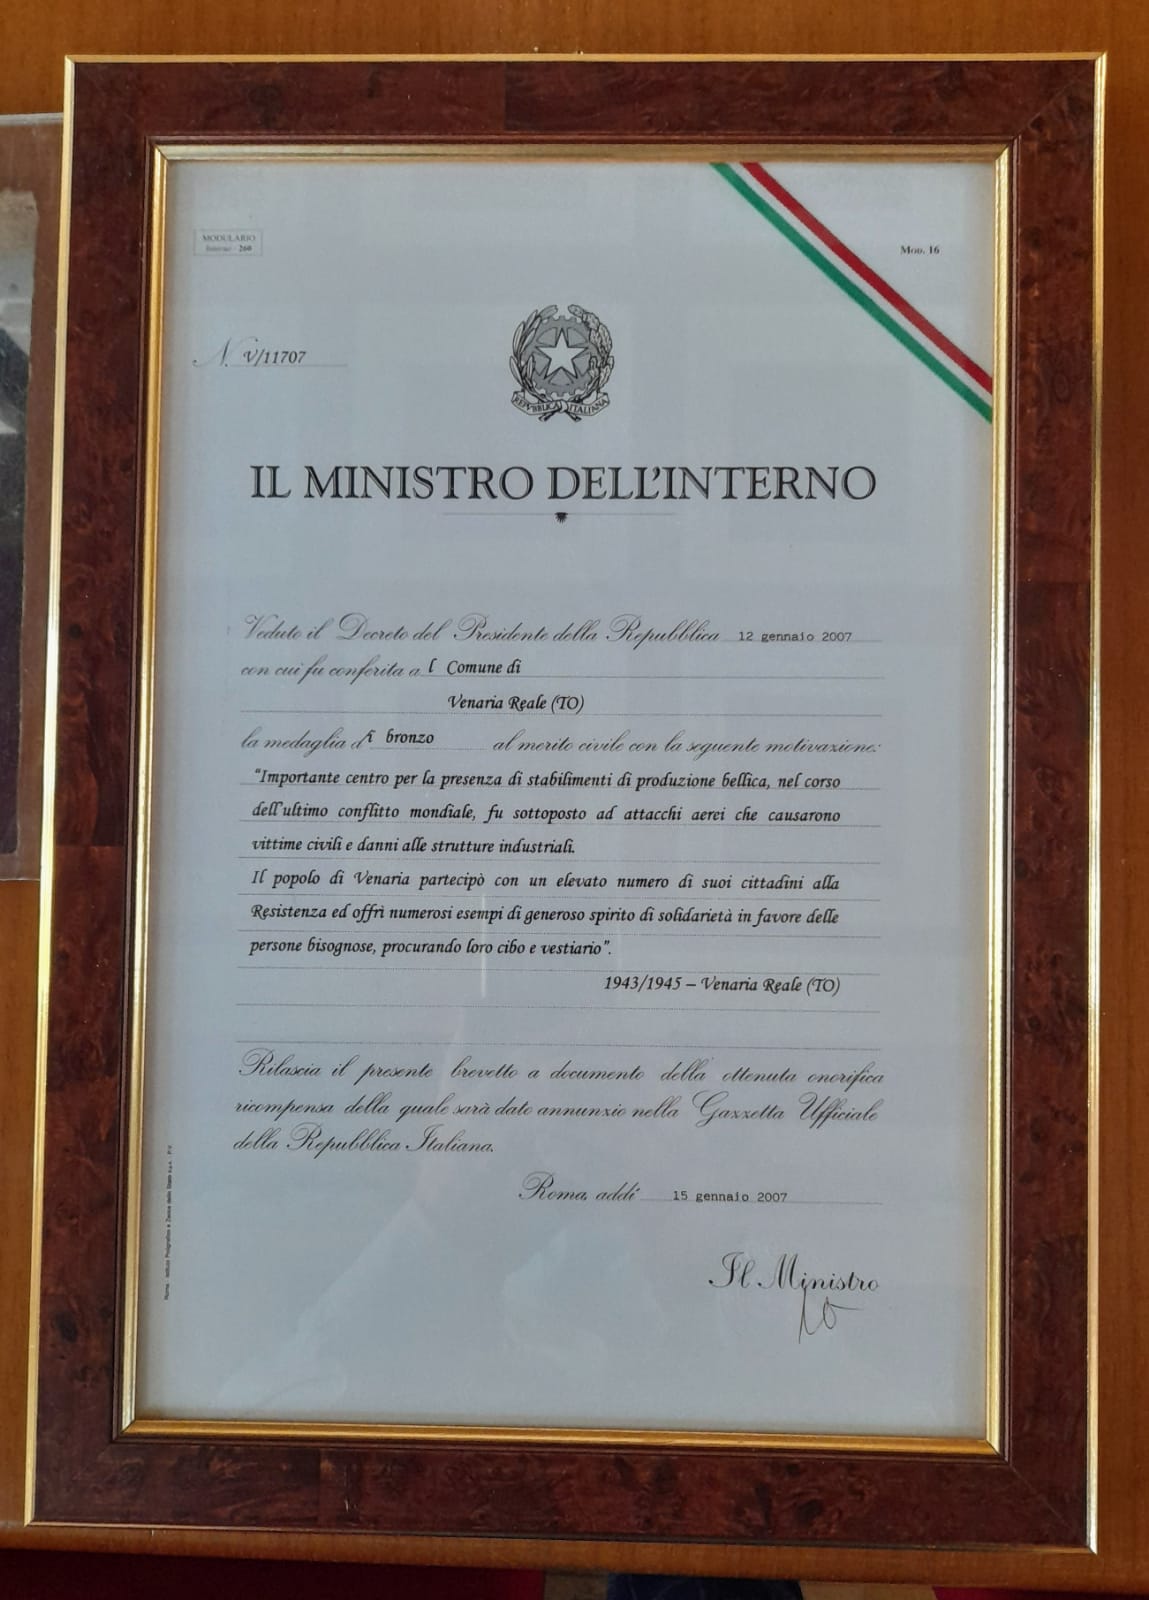 MODULARIO
Interno - 260
Mod. 16
N. V/11707
REPVBBLICA ITALIANA
IL MINISTRO DELL'INTERNO
Veduto il Decreto del Presidente della Repubblica 12 gennaio 2007
con cui fu conferita al Comune di
Venaria Reale (TO)
la medaglia di bronzo al merito civile con la seguente motivazione:
"Importante centro per la presenza di stabilimenti di produzione bellica, nel corso
dell'ultimo conflitto mondiale, fu sottoposto ad attacchi aerei che causarono
vittime civili e danni alle strutture industriali.
Il popolo di Venaria partecipò con un elevato numero di suoi cittadini alla
Resistenza ed offrì numerosi esempi di generoso spirito di solidarietà in favore delle
persone bisognose, procurando loro cibo e vestiario".
1943/1945 – Venaria Reale (TO)
Rilascia il presente brevetto a documento della ottenuta onorifica
ricompensa della quale sarà dato annunzio nella Gazzetta Ufficiale
della Repubblica Italiana.
Roma, addì 15 gennaio 2007
Il Ministro
Roma - Istituto Poligrafico e Zecca dello Stato S.p.A.